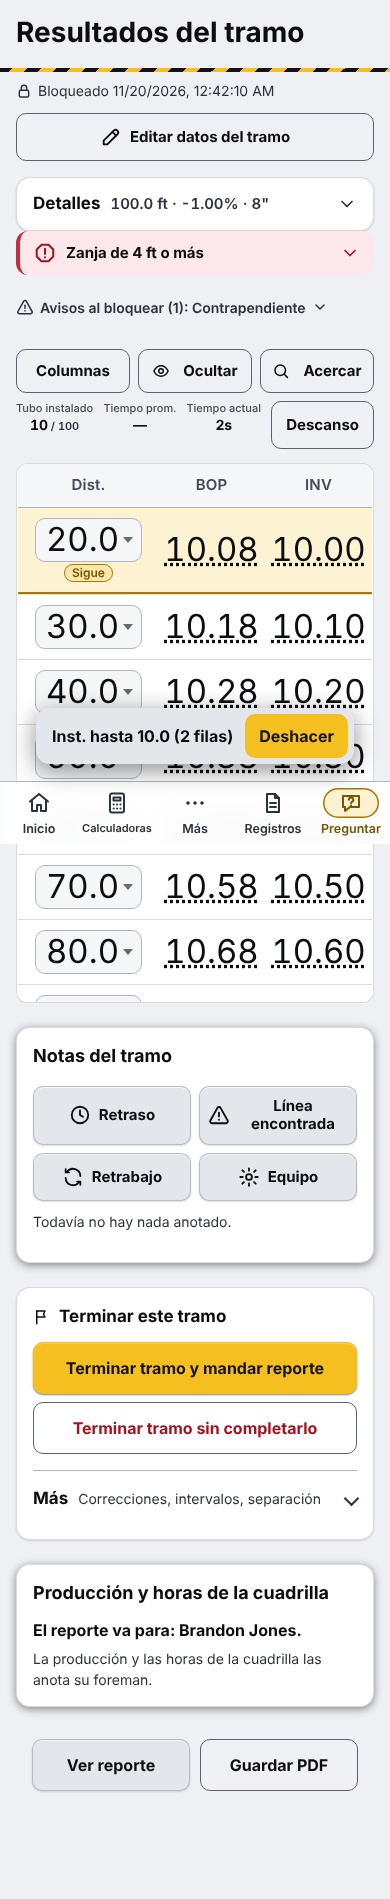 Resultados del tramo
Bloqueado 11/20/2026, 12:42:10 AM
Editar datos del tramo
Detalles 100.0 ft · -1.00% · 8"
Zanja de 4 ft o más
Avisos al bloquear (1): Contrapendiente
Columnas Ocultar Acercar
Tubo instalado Tiempo prom. Tiempo actual
10 / 100 — 2s
Descanso
Dist. BOP INV
20.0 10.08 10.00
Sigue
30.0 10.18 10.10
40.0 10.28 10.20
Inst. hasta 10.0 (2 filas) Deshacer
Inicio Calculadoras Más Registros Preguntar
70.0 10.58 10.50
80.0 10.68 10.60
Notas del tramo
Retraso Línea
encontrada
Retrabajo Equipo
Todavía no hay nada anotado.
Terminar este tramo
Terminar tramo y mandar reporte
Terminar tramo sin completarlo
Más Correcciones, intervalos, separación
Producción y horas de la cuadrilla
El reporte va para: Brandon Jones.
La producción y las horas de la cuadrilla las
anota su foreman.
Ver reporte Guardar PDF